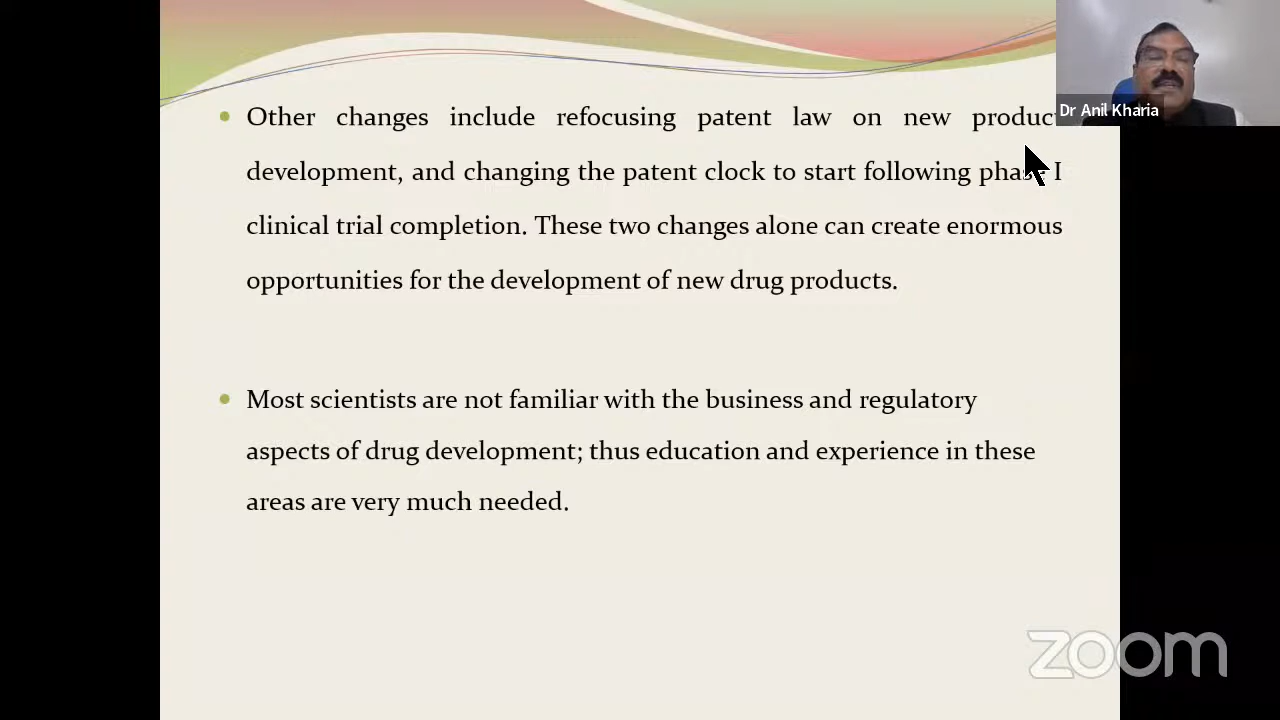 Other changes include refocusing patent law on new product
development, and changing the patent clock to start following phase I
clinical trial completion. These two changes alone can create enormous
opportunities for the development of new drug products.
Most scientists are not familiar with the business and regulatory
aspects of drug development; thus education and experience in these
areas are very much needed.
Dr Anil Kharia
zoom